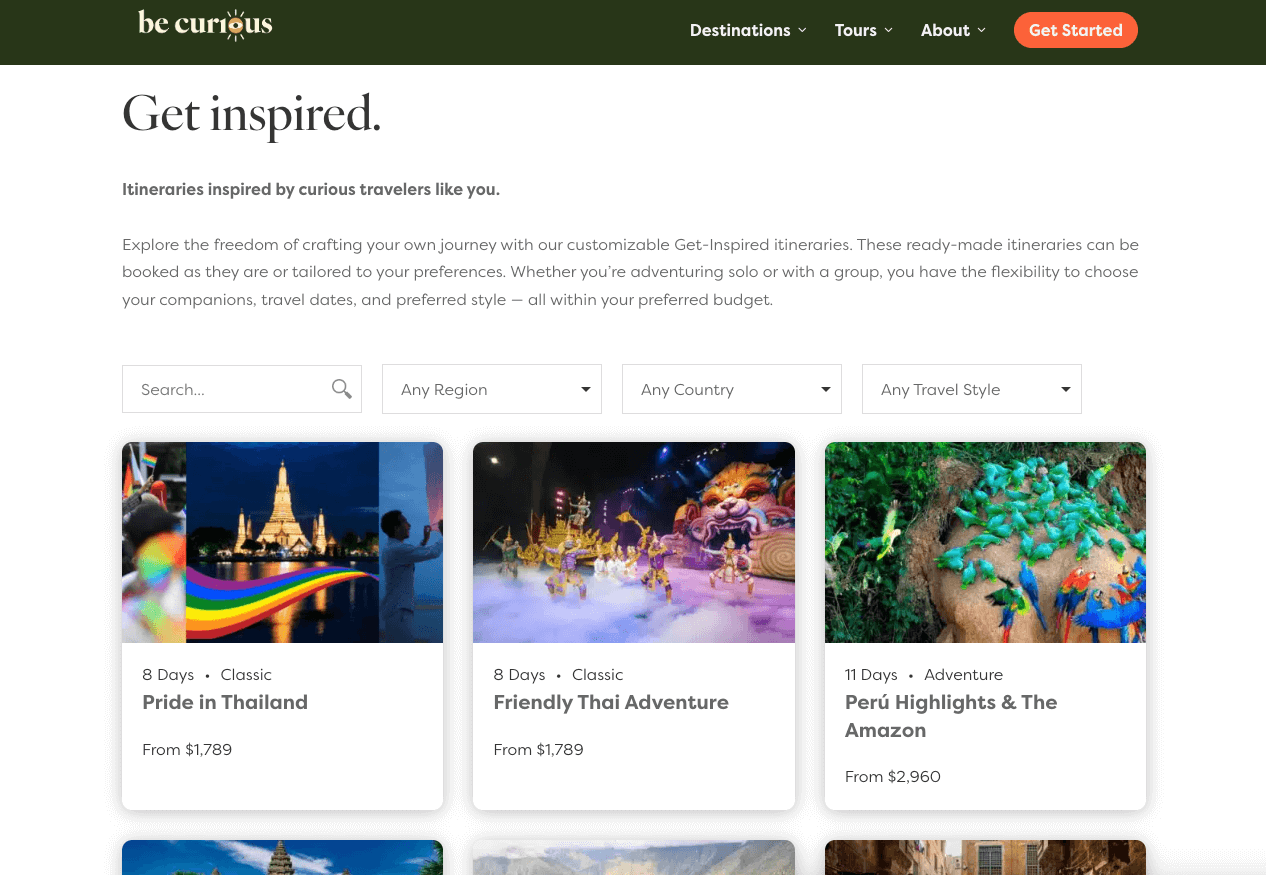 be curious
Destinations
Tours
About
Get Started
Get inspired.
Itineraries inspired by curious travelers like you.
Explore the freedom of crafting your own journey with our customizable Get-Inspired itineraries. These ready-made itineraries can be
booked as they are or tailored to your preferences. Whether you’re adventuring solo or with a group, you have the flexibility to choose
your companions, travel dates, and preferred style — all within your preferred budget.
Search...
Any Region
Any Country
Any Travel Style
8 Days • Classic
Pride in Thailand
From $1,789
8 Days • Classic
Friendly Thai Adventure
From $1,789
11 Days • Adventure
Perú Highlights & The
Amazon
From $2,960